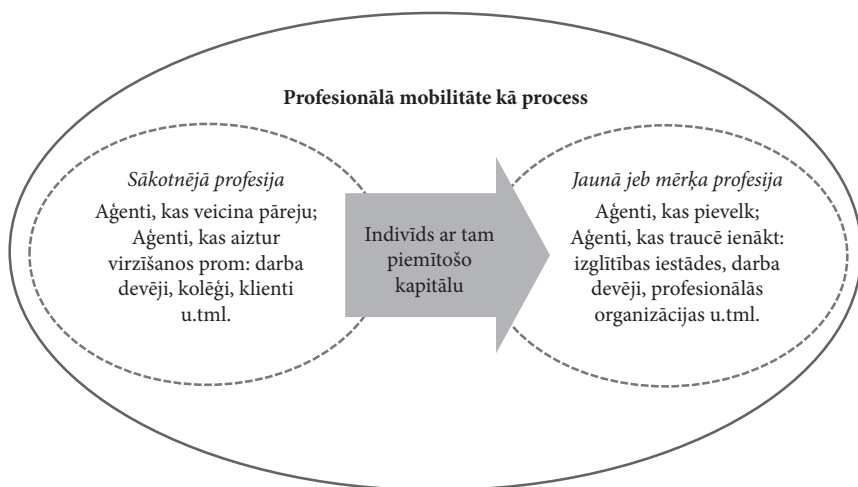 Profesionālā mobilitāte kā process
Sākotnējā profesija
Aģenti, kas veicina pāreju;
Aģenti, kas aiztur
virzīšanos prom: darba
devēji, kolēģi, klienti
u.tml.
Indivīds ar tam
piemītošo
kapitālu
Jaunā jeb mērķa profesija
Aģenti, kas pievelk;
Aģenti, kas traucē ienākt:
izglītības iestādes, darba
devēji, profesionālās
organizācijas u.tml.